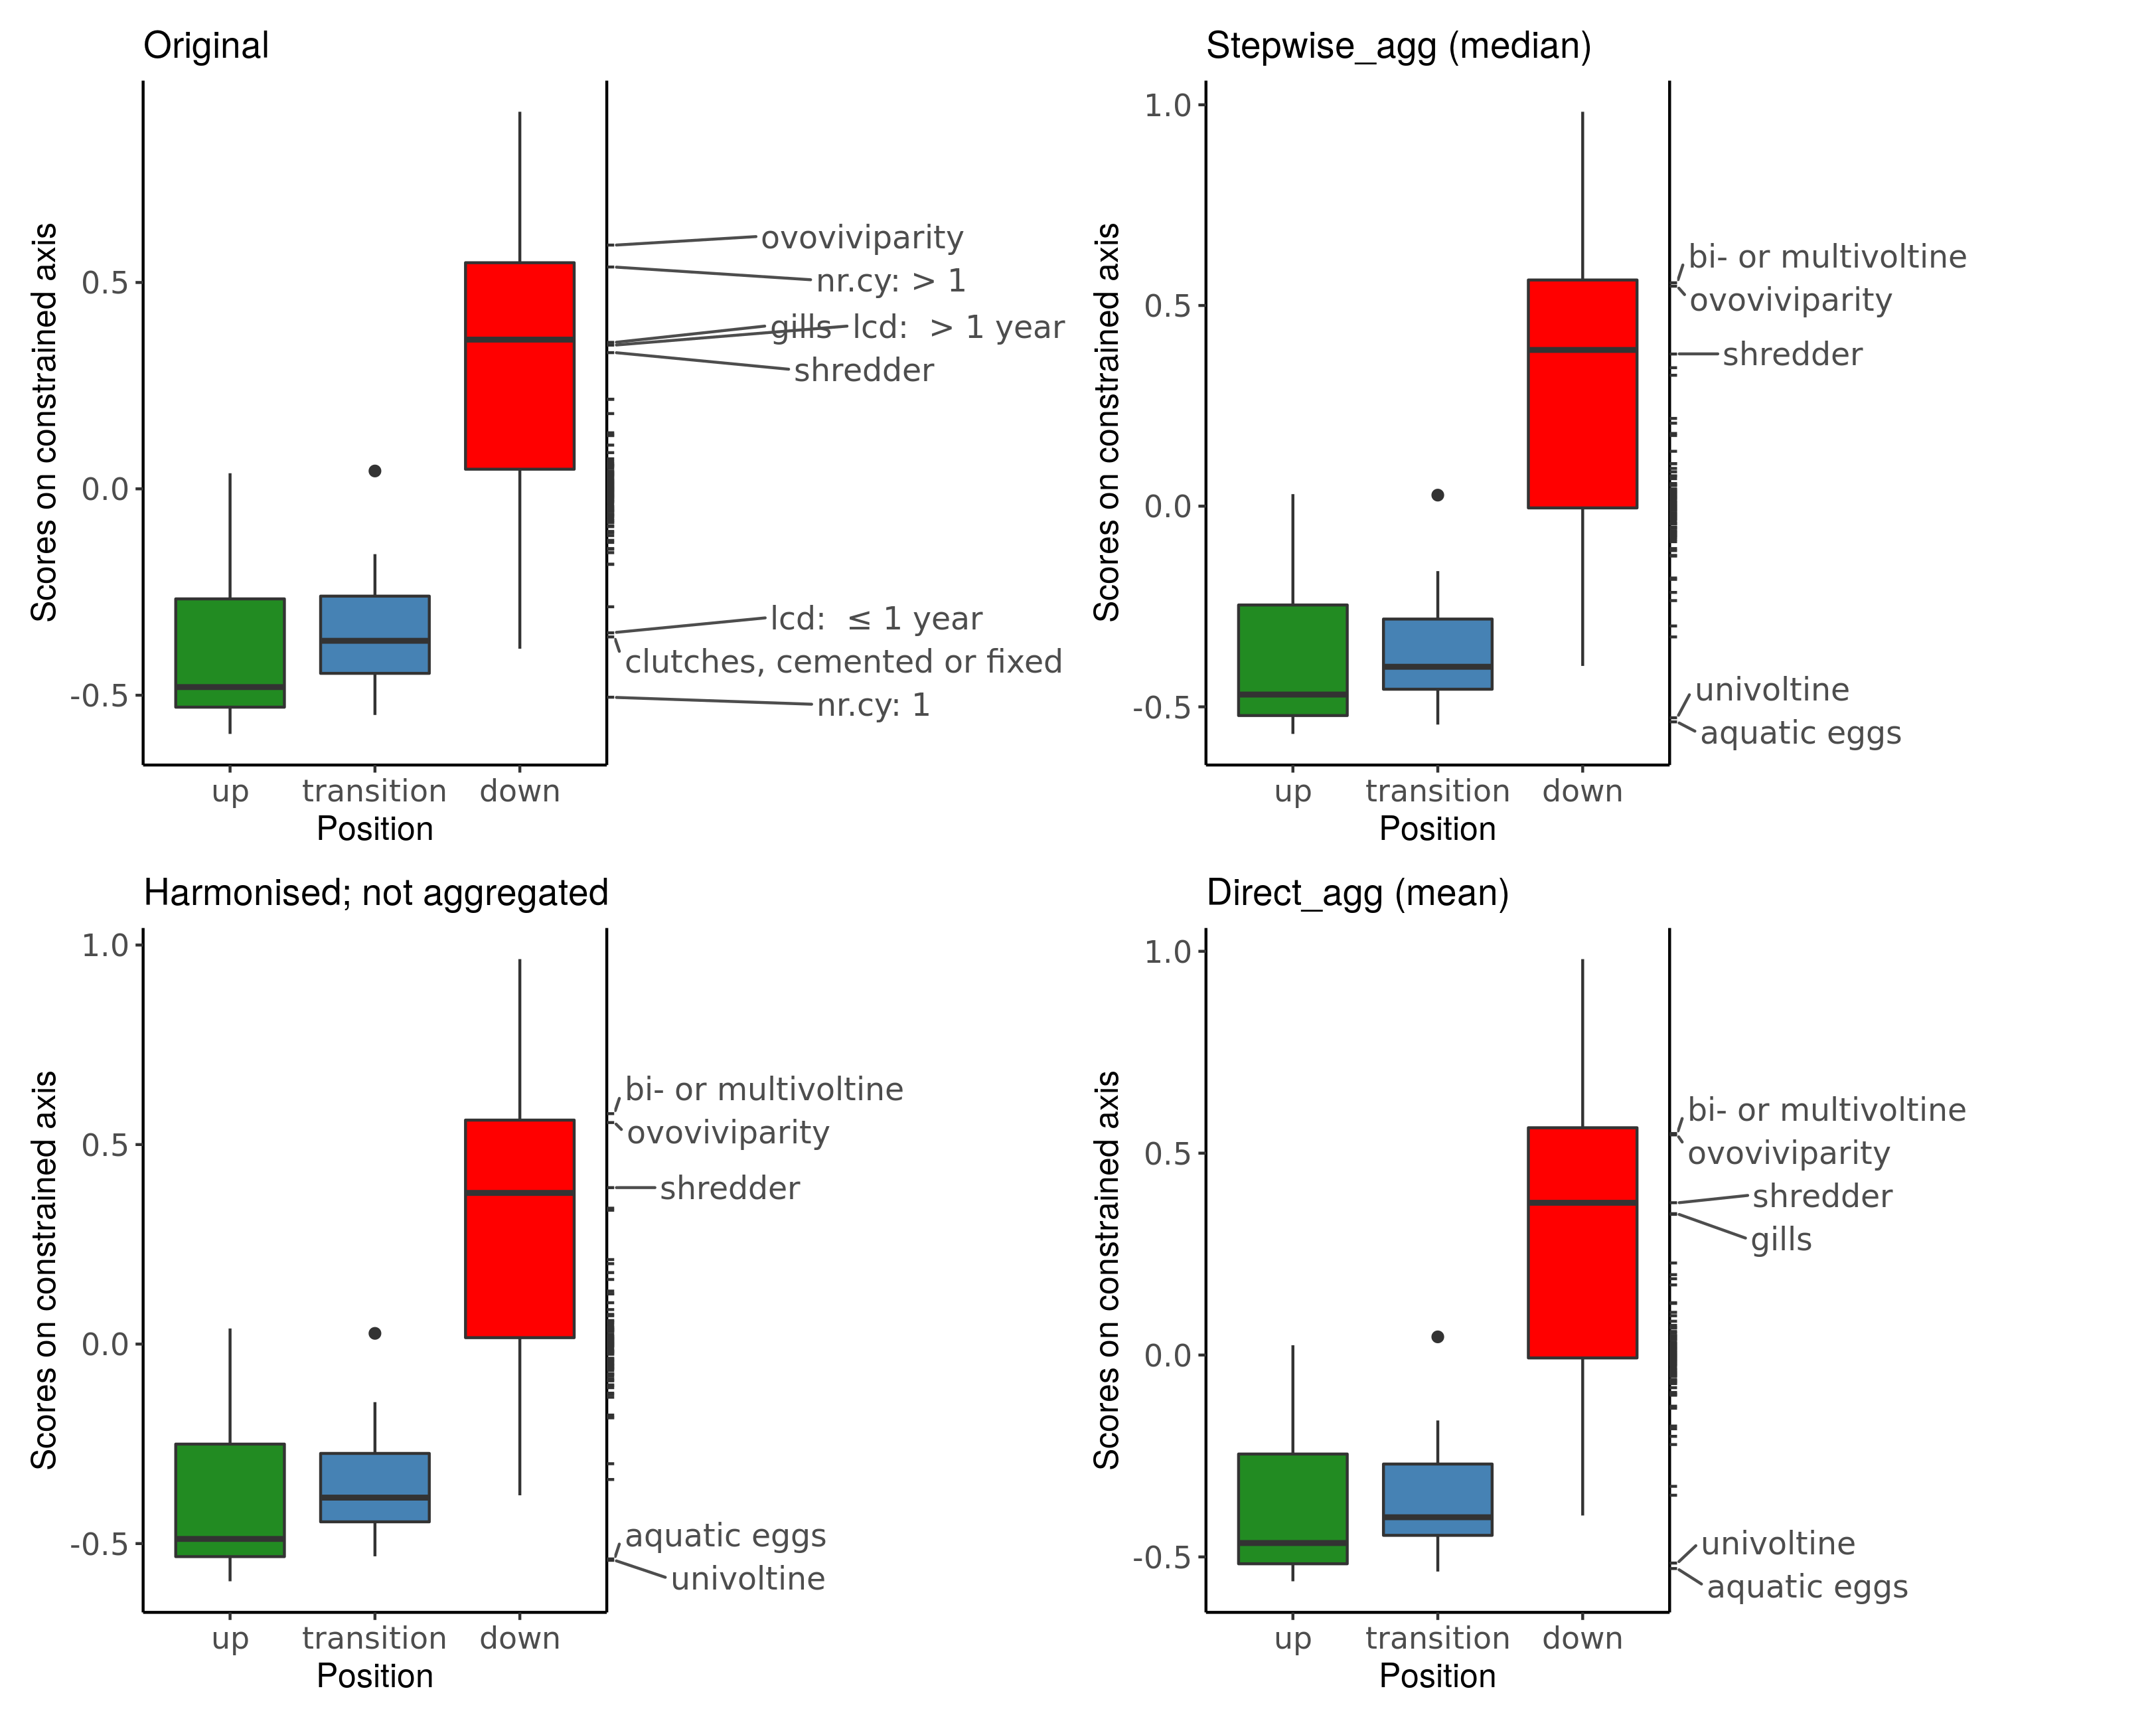 Original
Scores on constrained axis
0.5
0.0
-0.5
up transition down
Position
ovoviviparity
nr.cy: > 1
gills lcd:  > 1 year
shredder
lcd:  ≤ 1 year
clutches, cemented or fixed
nr.cy: 1
Stepwise_agg (median)
Scores on constrained axis
1.0
0.5
0.0
-0.5
up transition down
Position
bi- or multivoltine
ovoviviparity
shredder
univoltine
aquatic eggs
Harmonised; not aggregated
Scores on constrained axis
1.0
0.5
0.0
-0.5
up transition down
Position
bi- or multivoltine
ovoviviparity
shredder
aquatic eggs
univoltine
Direct_agg (mean)
Scores on constrained axis
1.0
0.5
0.0
-0.5
up transition down
Position
bi- or multivoltine
ovoviviparity
shredder
gills
univoltine
aquatic eggs